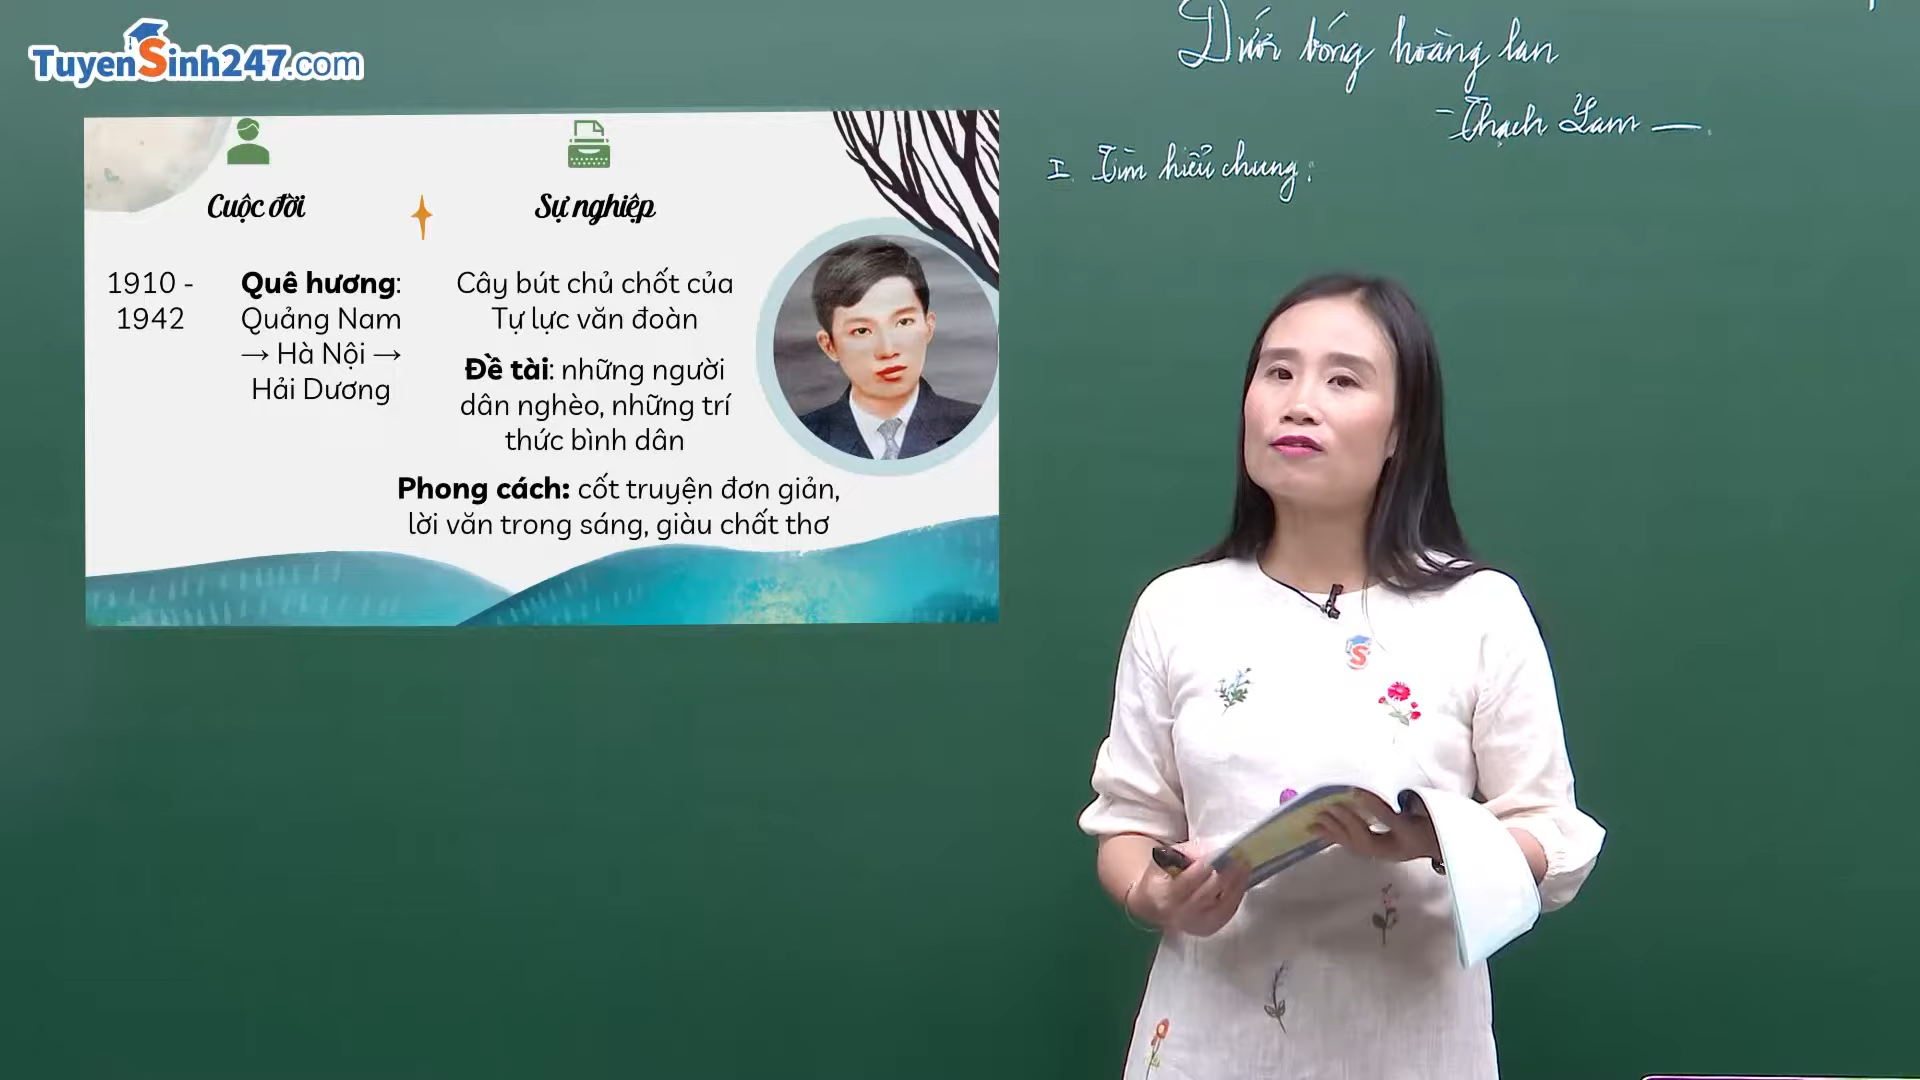 TuyenSinh247.com
Dưới bóng hoàng lan
- Thạch Lam -
I. Tìm hiểu chung:
Cuộc đời
1910 -
1942
Quê hương:
Quảng Nam
→ Hà Nội →
Hải Dương
Sự nghiệp
Cây bút chủ chốt của
Tự lực văn đoàn
Đề tài: những người
dân nghèo, những trí
thức bình dân
Phong cách: cốt truyện đơn giản,
lời văn trong sáng, giàu chất thơ
S